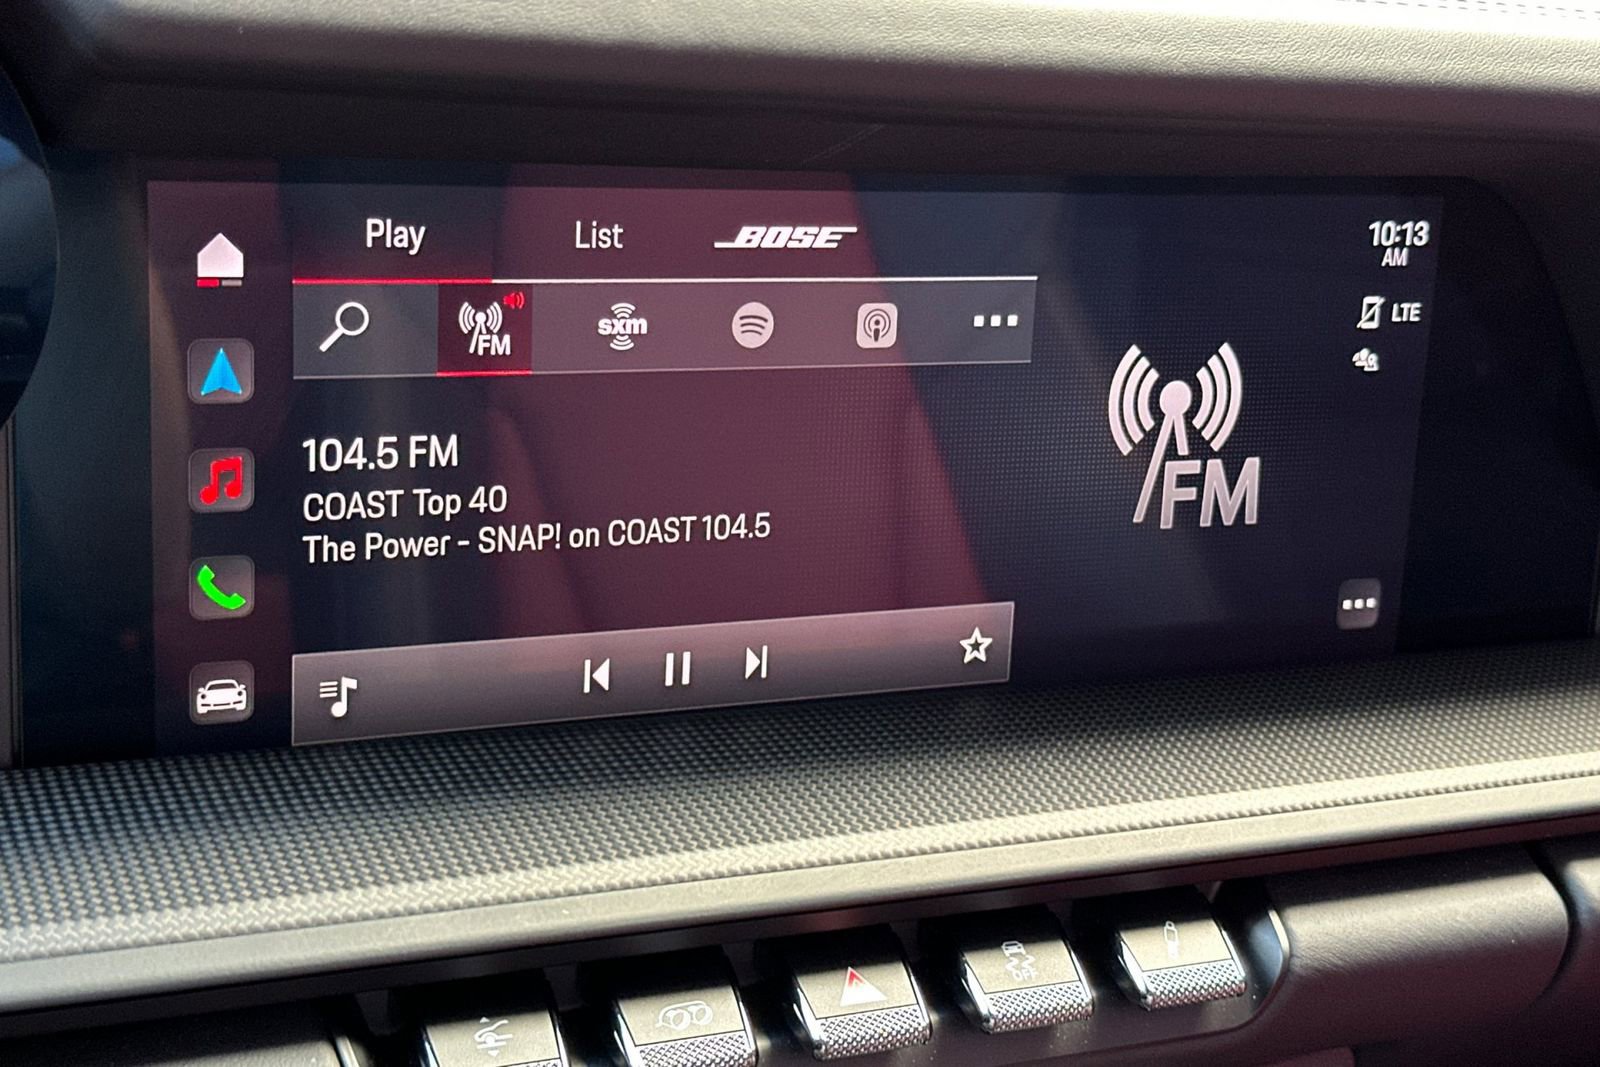 Play
List
BOSE
10:13
AM
FM
sxm
LTE
104.5 FM
COAST Top 40
The Power - SNAP! on COAST 104.5
FM
OFF